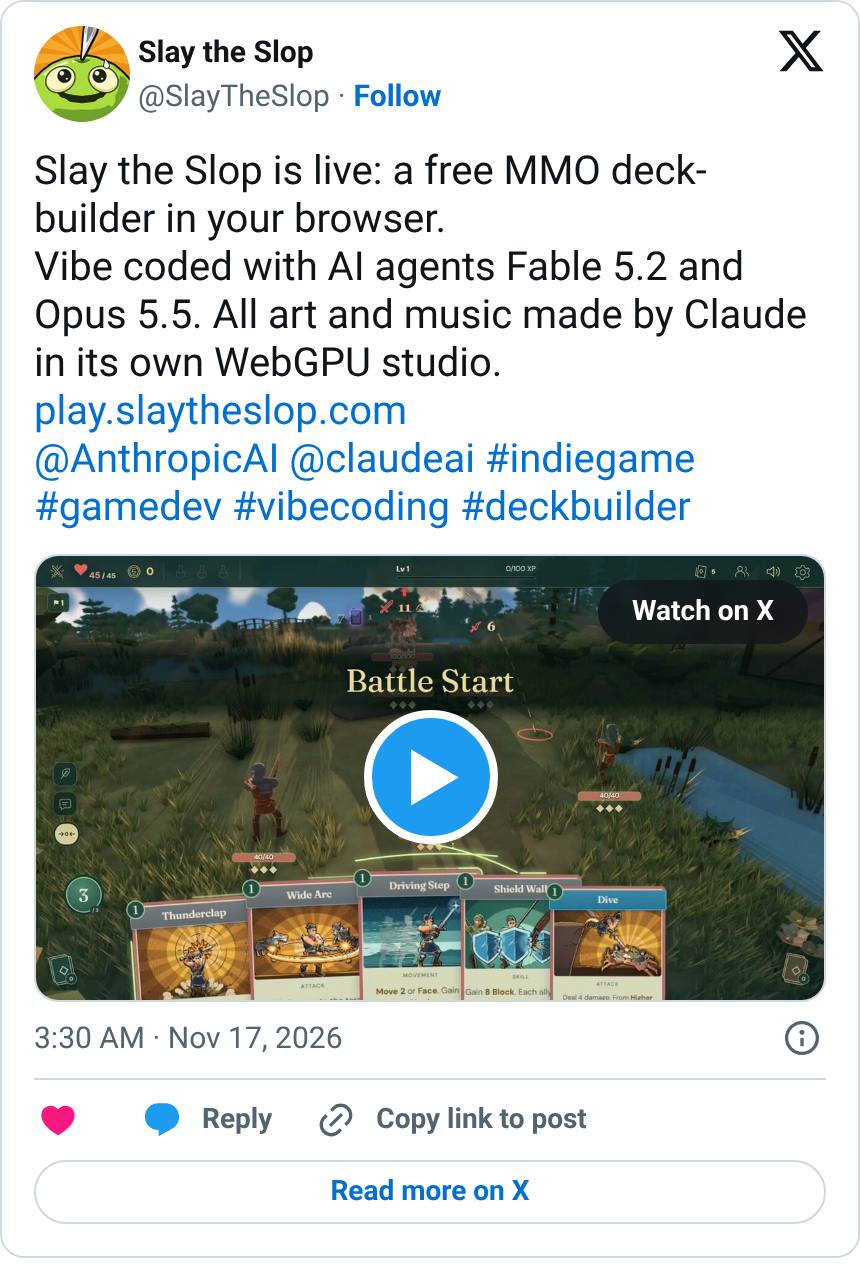 Slay the Slop
@SlayTheSlop · Follow
Slay the Slop is live: a free MMO deck-
builder in your browser.
Vibe coded with AI agents Fable 5.2 and
Opus 5.5. All art and music made by Claude
in its own WebGPU studio.
play.slaytheslop.com
@AnthropicAI @claudeai #indiegame
#gamedev #vibecoding #deckbuilder
45/45 0 Lv 1 0/100 XP 5
1
Watch on X
11
6
Battle Start
40/40
40/40
3
1 Thunderclap
1 Wide Arc
ATTACK
1 Driving Step
MOVEMENT
Move 2 or Face. Gain
1 Shield Wall
SKILL
Gain 8 Block. Each ally
1 Dive
ATTACK
Deal 4 damage. From Higher
3:30 AM · Nov 17, 2026
Reply
Copy link to post
Read more on X